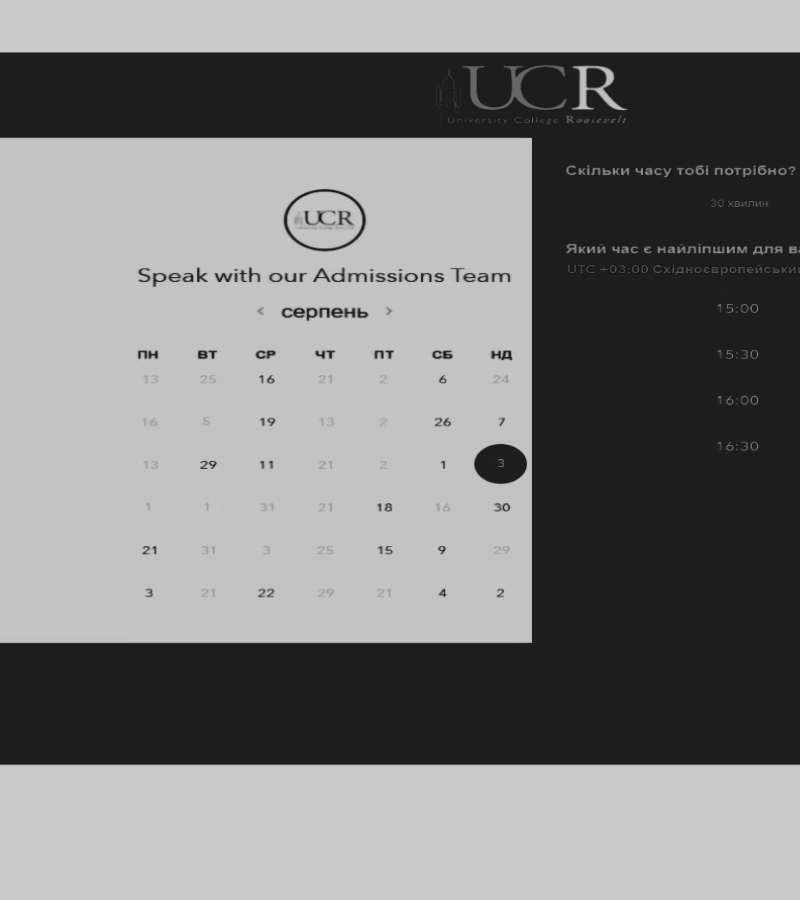 UCR
University College Roosevelt
UCR
Speak with our Admissions Team
< серпень >
ПН ВТ СР ЧТ ПТ СБ НД
13 25 16 21 2 6 24
16 5 19 13 2 26 7
13 29 11 21 2 1 3
1 1 31 21 18 16 30
21 31 3 25 15 9 29
3 21 22 29 21 4 2
Скільки часу тобі потрібно?
30 хвилин
Який час є найліпшим для ва
UTC +03:00 Східноєвропейськи
15:00
15:30
16:00
16:30